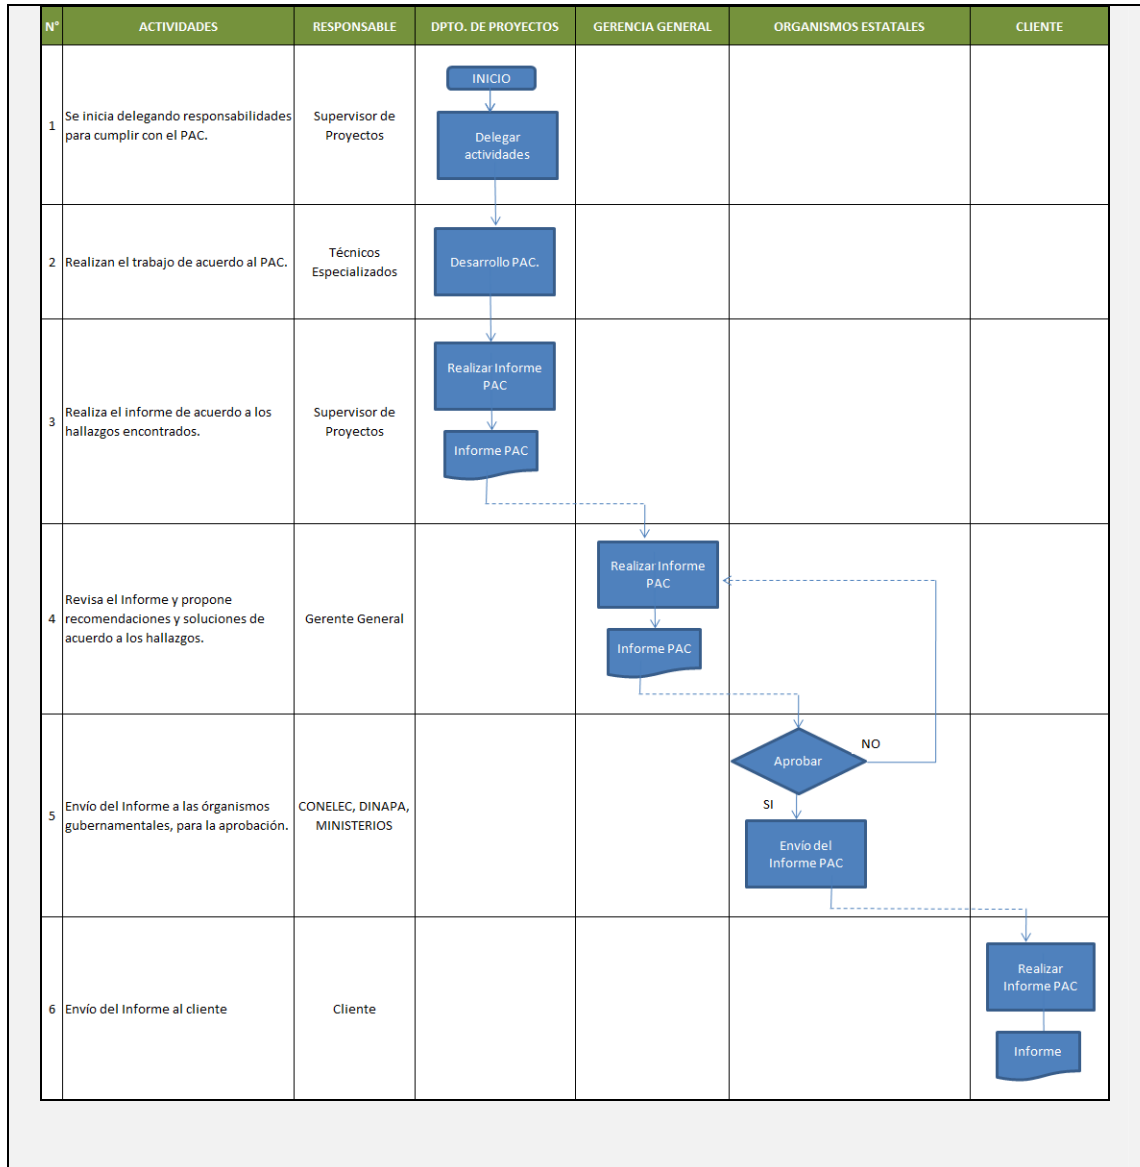 N° ACTIVIDADES RESPONSABLE DPTO. DE PROYECTOS GERENCIA GENERAL ORGANISMOS ESTATALES CLIENTE
1
Se inicia delegando responsabilidades
para cumplir con el PAC.
Supervisor de
Proyectos
INICIO
Delegar
actividades
2
Realizan el trabajo de acuerdo al PAC.
Técnicos
Especializados
Desarrollo PAC.
3
Realiza el informe de acuerdo a los
hallazgos encontrados.
Supervisor de
Proyectos
Realizar Informe
PAC
Informe PAC
4
Revisa el Informe y propone
recomendaciones y soluciones de
acuerdo a los hallazgos.
Gerente General
Realizar Informe
PAC
Informe PAC
5
Envío del Informe a las órganismos
gubernamentales, para la aprobación.
CONELEC, DINAPA,
MINISTERIOS
Aprobar
NO
SI
Envío del
Informe PAC
6
Envío del Informe al cliente
Cliente
Realizar
Informe PAC
Informe